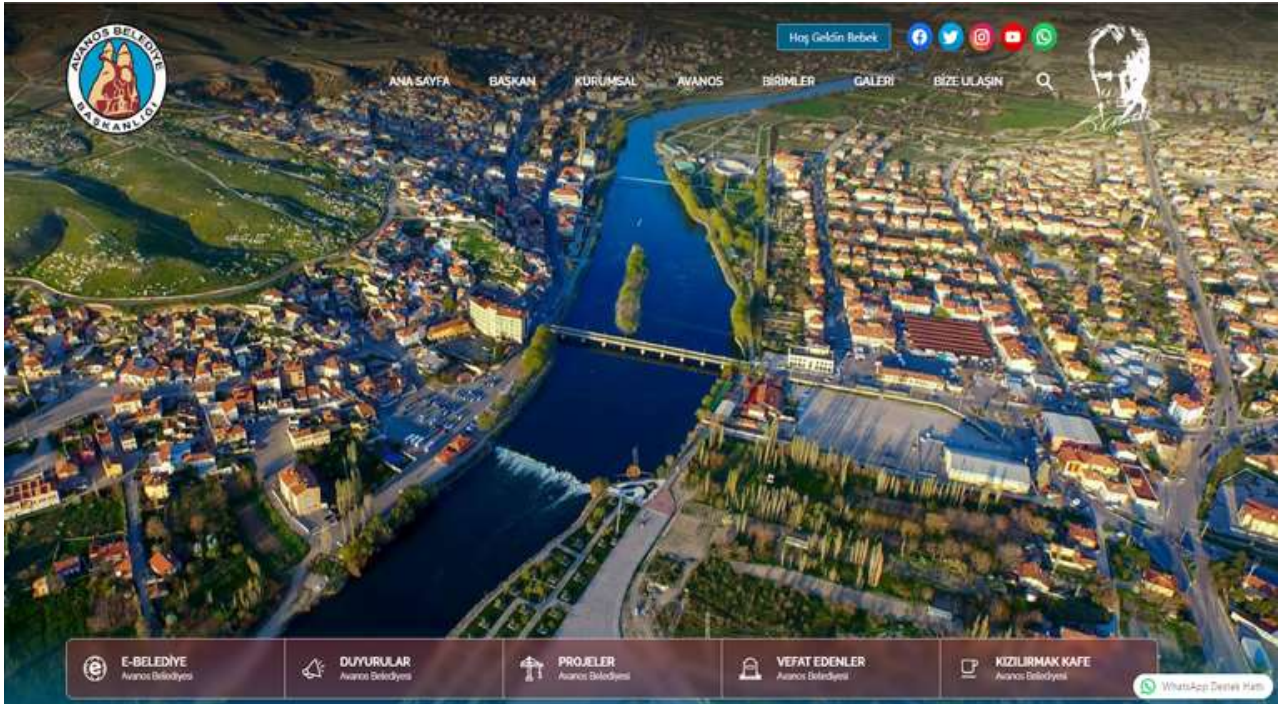 AVANOS BELEDİYE
BAŞKANLIĞI
Hoş Geldin Bebek
ANA SAYFA
BAŞKAN
KURUMSAL
AVANOS
BİRİMLER
GALERİ
BİZE ULAŞIN
E-BELEDİYE
Avanos Belediyesi
DUYURULAR
Avanos Belediyesi
PROJELER
Avanos Belediyesi
VEFAT EDENLER
Avanos Belediyesi
KIZILIRMAK KAFE
Avanos Belediyesi
WhatsApp Destek Hattı